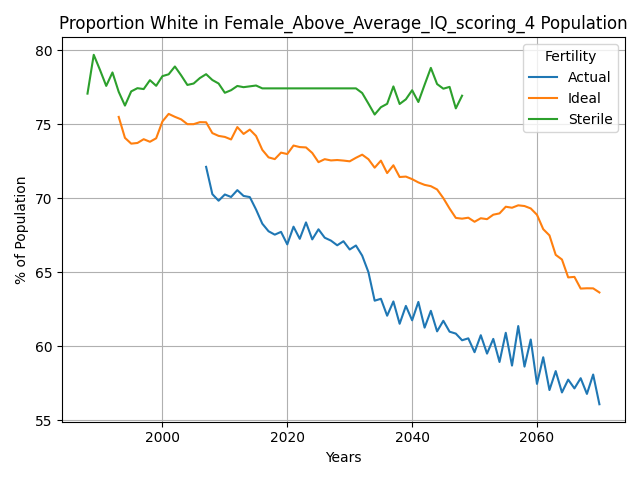 Proportion White in Female_Above_Average_IQ_scoring_4 Population
Fertility
Actual
Ideal
Sterile
% of Population
80
75
70
65
60
55
2000
2020
2040
2060
Years